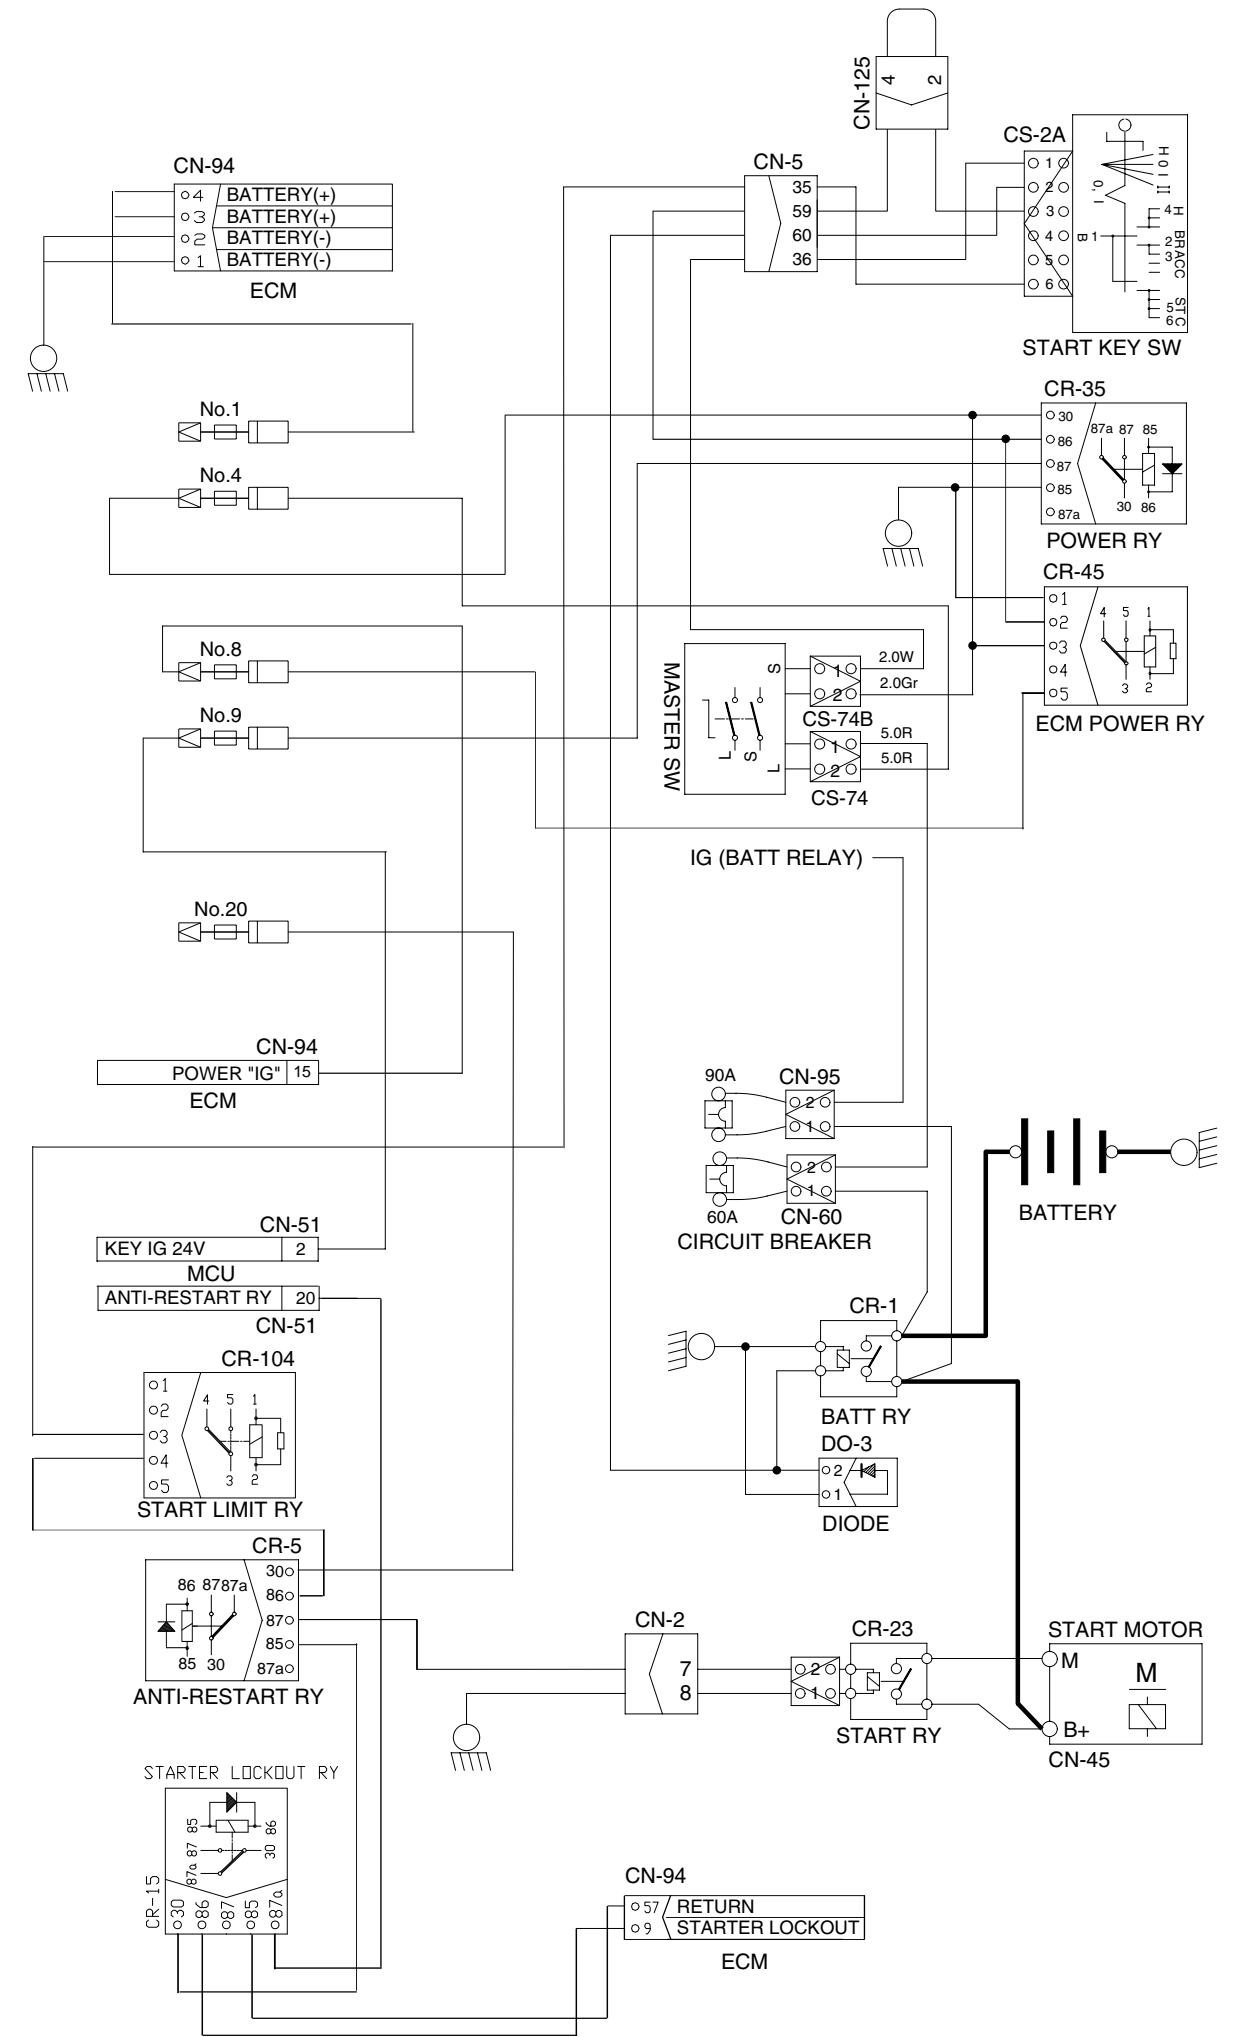 CN-125
4 2
CS-2A
1
2
3
4
5
6
H O I II
0, I
B 1
4 H
BR
2
3 ACC
5 ST
6 C
START KEY SW
CN-5
35
59
60
36
CN-94
4 BATTERY(+)
3 BATTERY(+)
2 BATTERY(-)
1 BATTERY(-)
ECM
No.1
No.4
CR-35
30
86
87
85
87a
87a 87 85
30 86
POWER RY
CR-45
1
2
3
4
5
4 5 1
3 2
ECM POWER RY
No.8
No.9
MASTER SW
S
L
L S
1 2.0W
2 2.0Gr
CS-74B
1 5.0R
2 5.0R
CS-74
IG (BATT RELAY)
No.20
CN-94
POWER "IG" 15
ECM
90A
CN-95
2
1
2
1
60A
CN-60
CIRCUIT BREAKER
BATTERY
CN-51
KEY IG 24V 2
MCU
ANTI-RESTART RY 20
CN-51
CR-1
BATT RY
DO-3
2
1
DIODE
CR-104
1
2
3
4
5
4 5 1
3 2
START LIMIT RY
CR-5
30
86
87
85
87a
86 87 87a
85 30
ANTI-RESTART RY
CN-2
7
8
CR-23
2
1
START RY
START MOTOR
M
M
B+
CN-45
STARTER LOCKOUT RY
85 86
87 30
87a
CR-15
30 86 87 85 87a
CN-94
57 RETURN
9 STARTER LOCKOUT
ECM